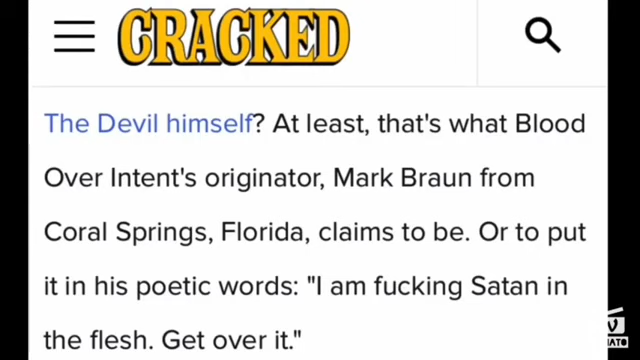 CRACKED
The Devil himself? At least, that's what Blood
Over Intent's originator, Mark Braun from
Coral Springs, Florida, claims to be. Or to put
it in his poetic words: "I am fucking Satan in
the flesh. Get over it."